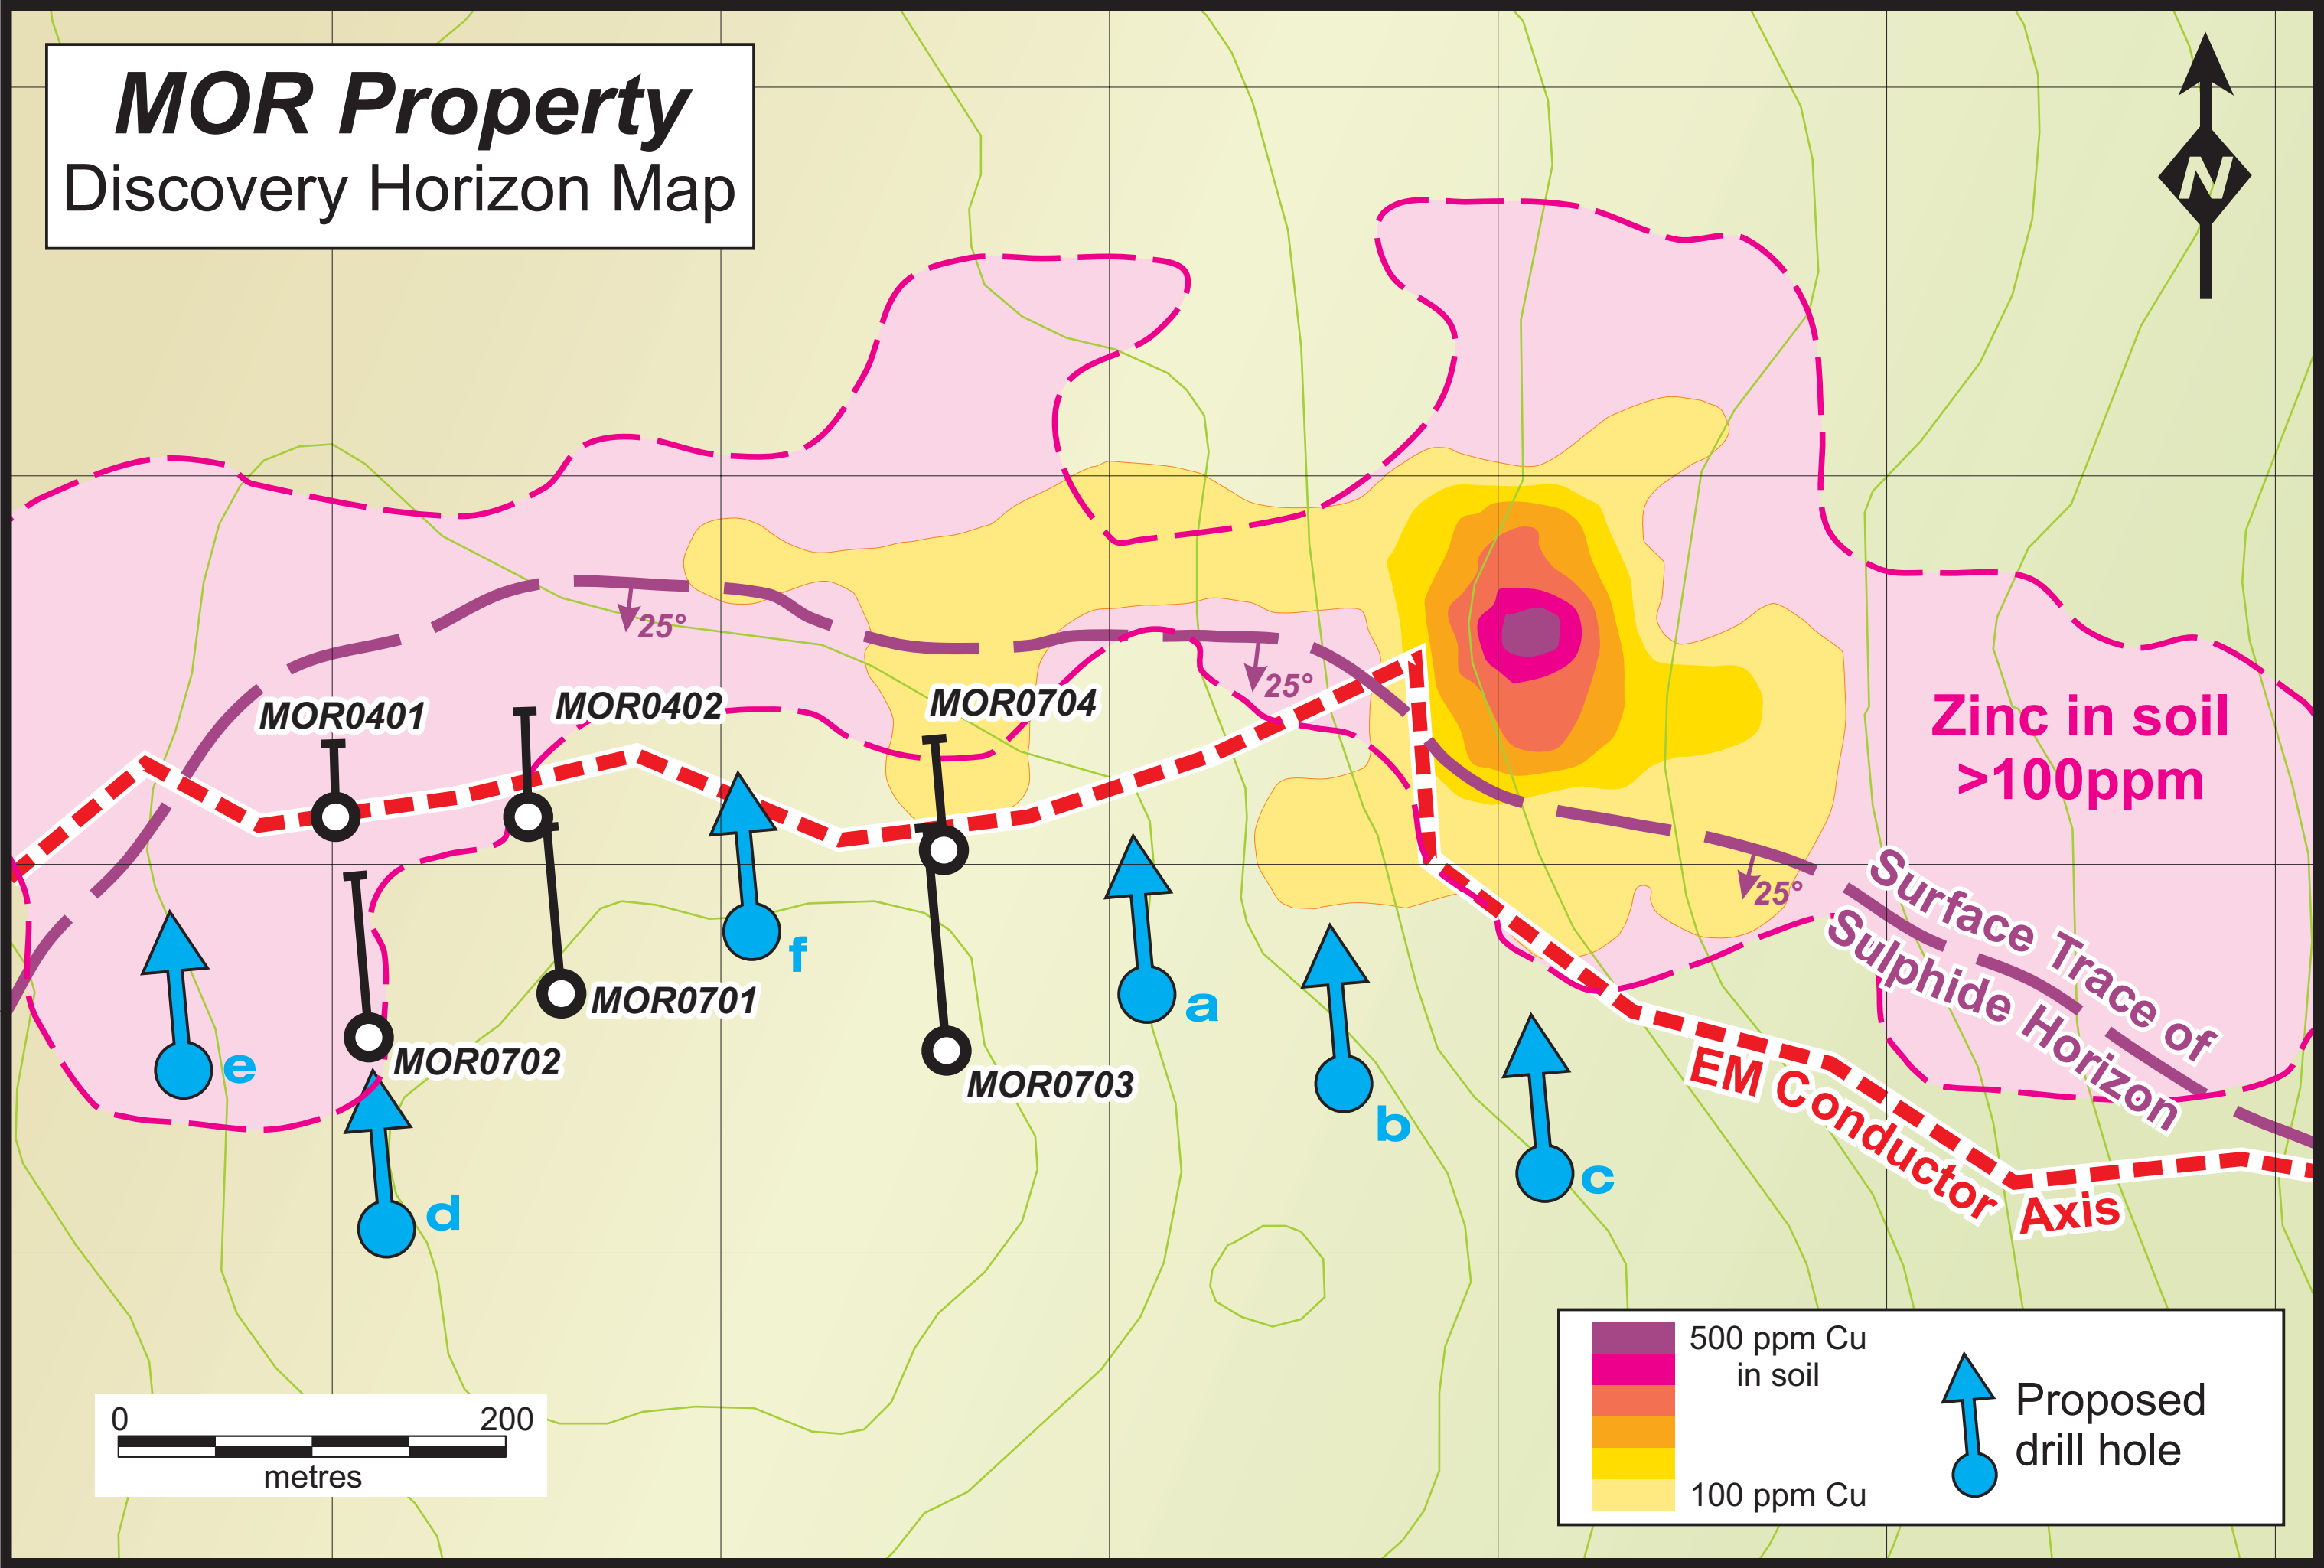 MOR Property
Discovery Horizon Map
N
25°
MOR0401
MOR0402
MOR0704
25°
Zinc in soil
>100ppm
25°
Surface Trace of
Sulphide Horizon
f
MOR0701
a
e
MOR0702
MOR0703
b
EM Conductor Axis
c
d
0 200
metres
500 ppm Cu
in soil
100 ppm Cu
Proposed
drill hole